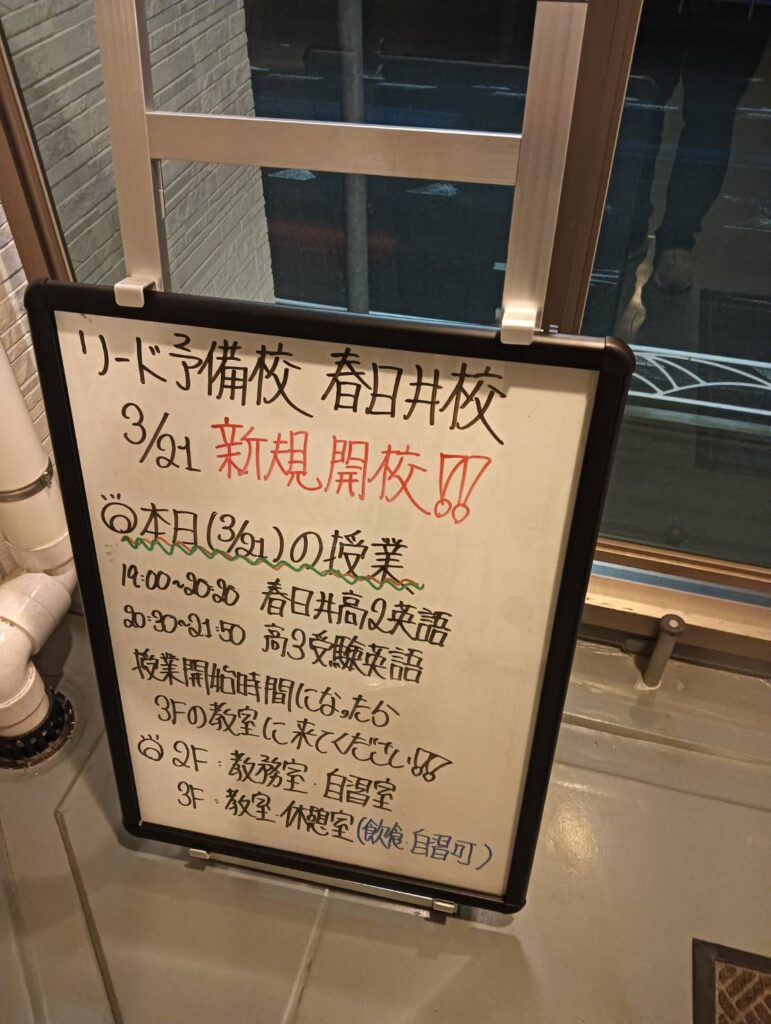 リード予備校 春日井校
3/21 新規開校!!
◎本日(3/21)の授業
19:00~20:20 春日井高2英語
20:30~21:50 高3受験英語
授業開始時間になったら
3Fの教室に来てください!!
◎2F:教務室・自習室
3F:教室・休憩室(飲食・自習可)